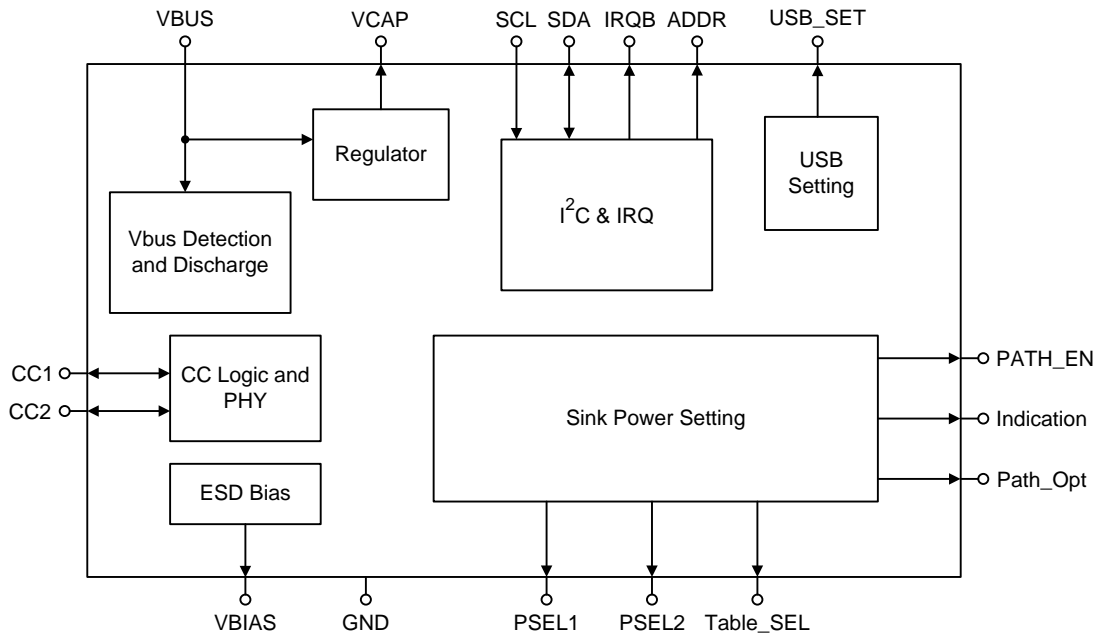 VBUS
VCAP
SCL
SDA
IRQB
ADDR
USB_SET
Regulator
USB
Setting
I²C & IRQ
Vbus Detection
and Discharge
CC1
CC2
CC Logic and
PHY
Sink Power Setting
PATH_EN
Indication
Path_Opt
ESD Bias
VBIAS
GND
PSEL1
PSEL2
Table_SEL